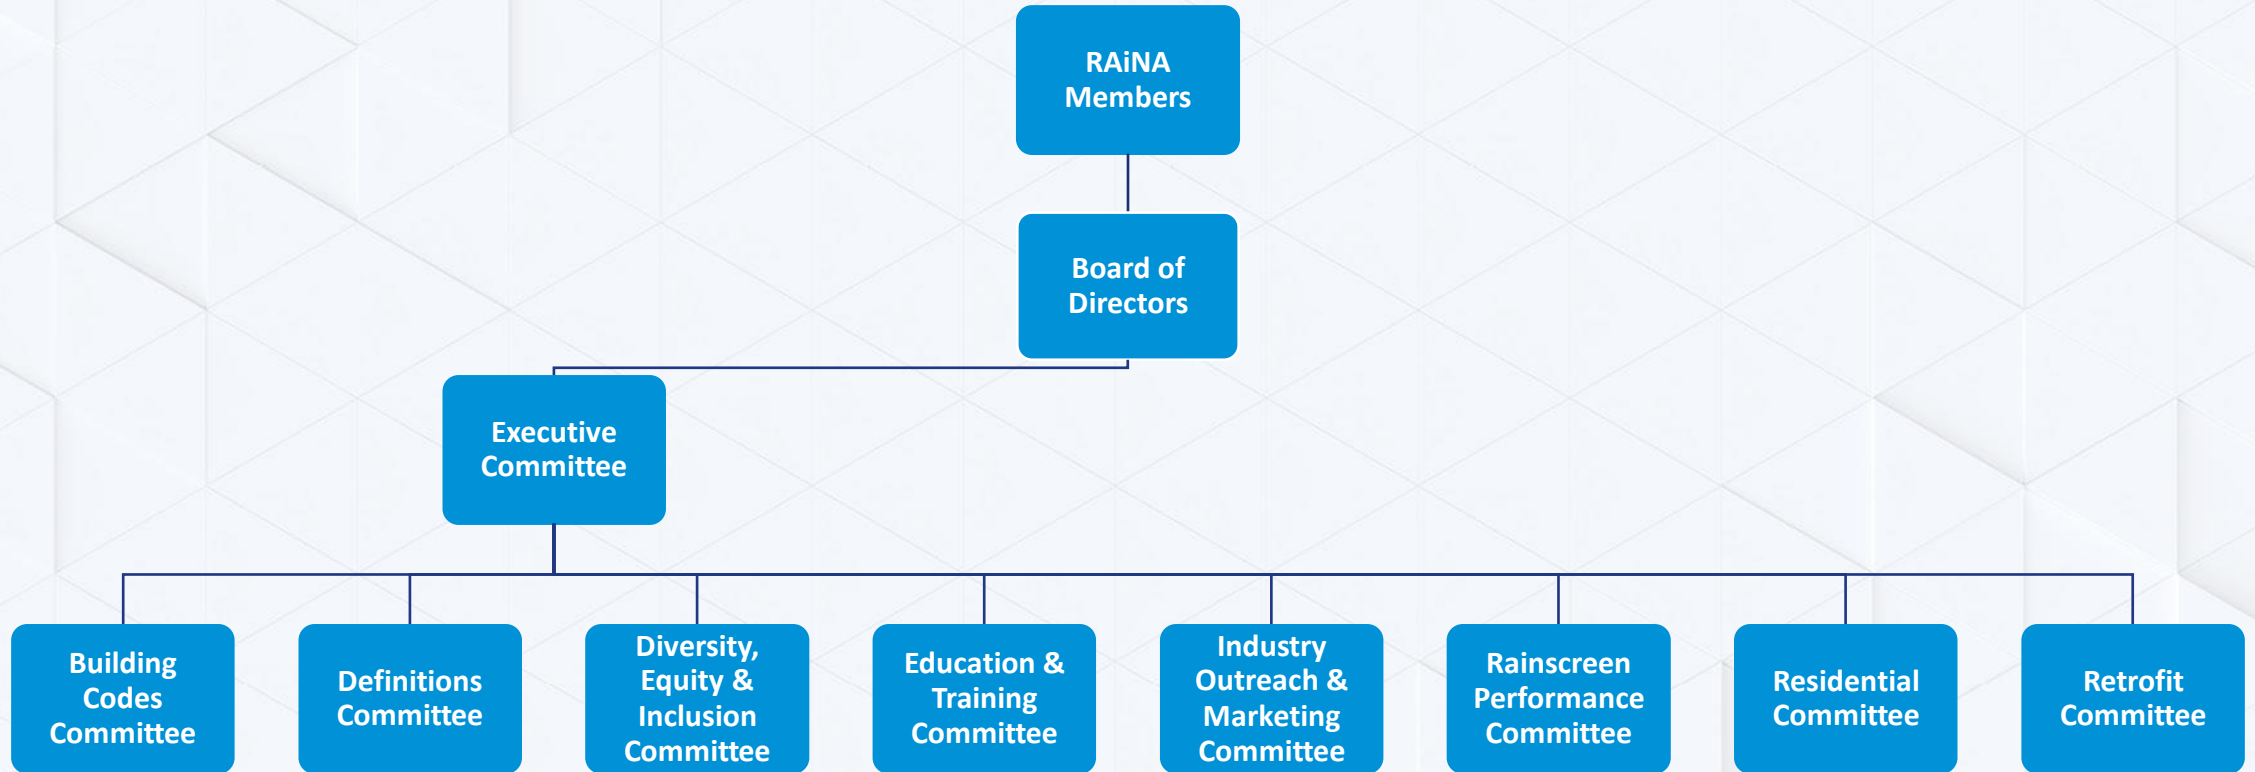 RAiNA
Members
Board of
Directors
Executive
Committee
Building
Codes
Committee
Definitions
Committee
Diversity,
Equity &
Inclusion
Committee
Education &
Training
Committee
Industry
Outreach &
Marketing
Committee
Rainscreen
Performance
Committee
Residential
Committee
Retrofit
Committee